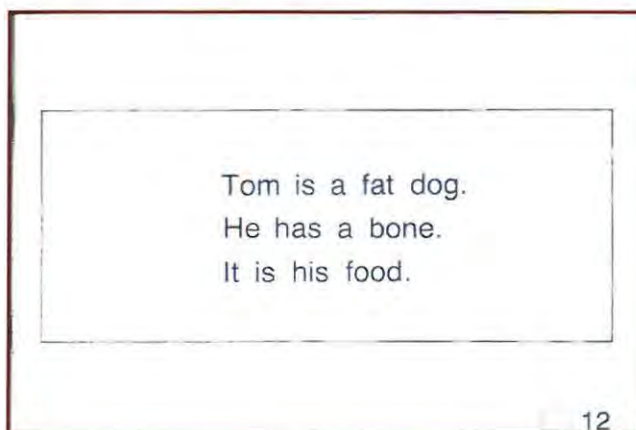 Tom is a fat dog.
He has a bone.
It is his food.
12